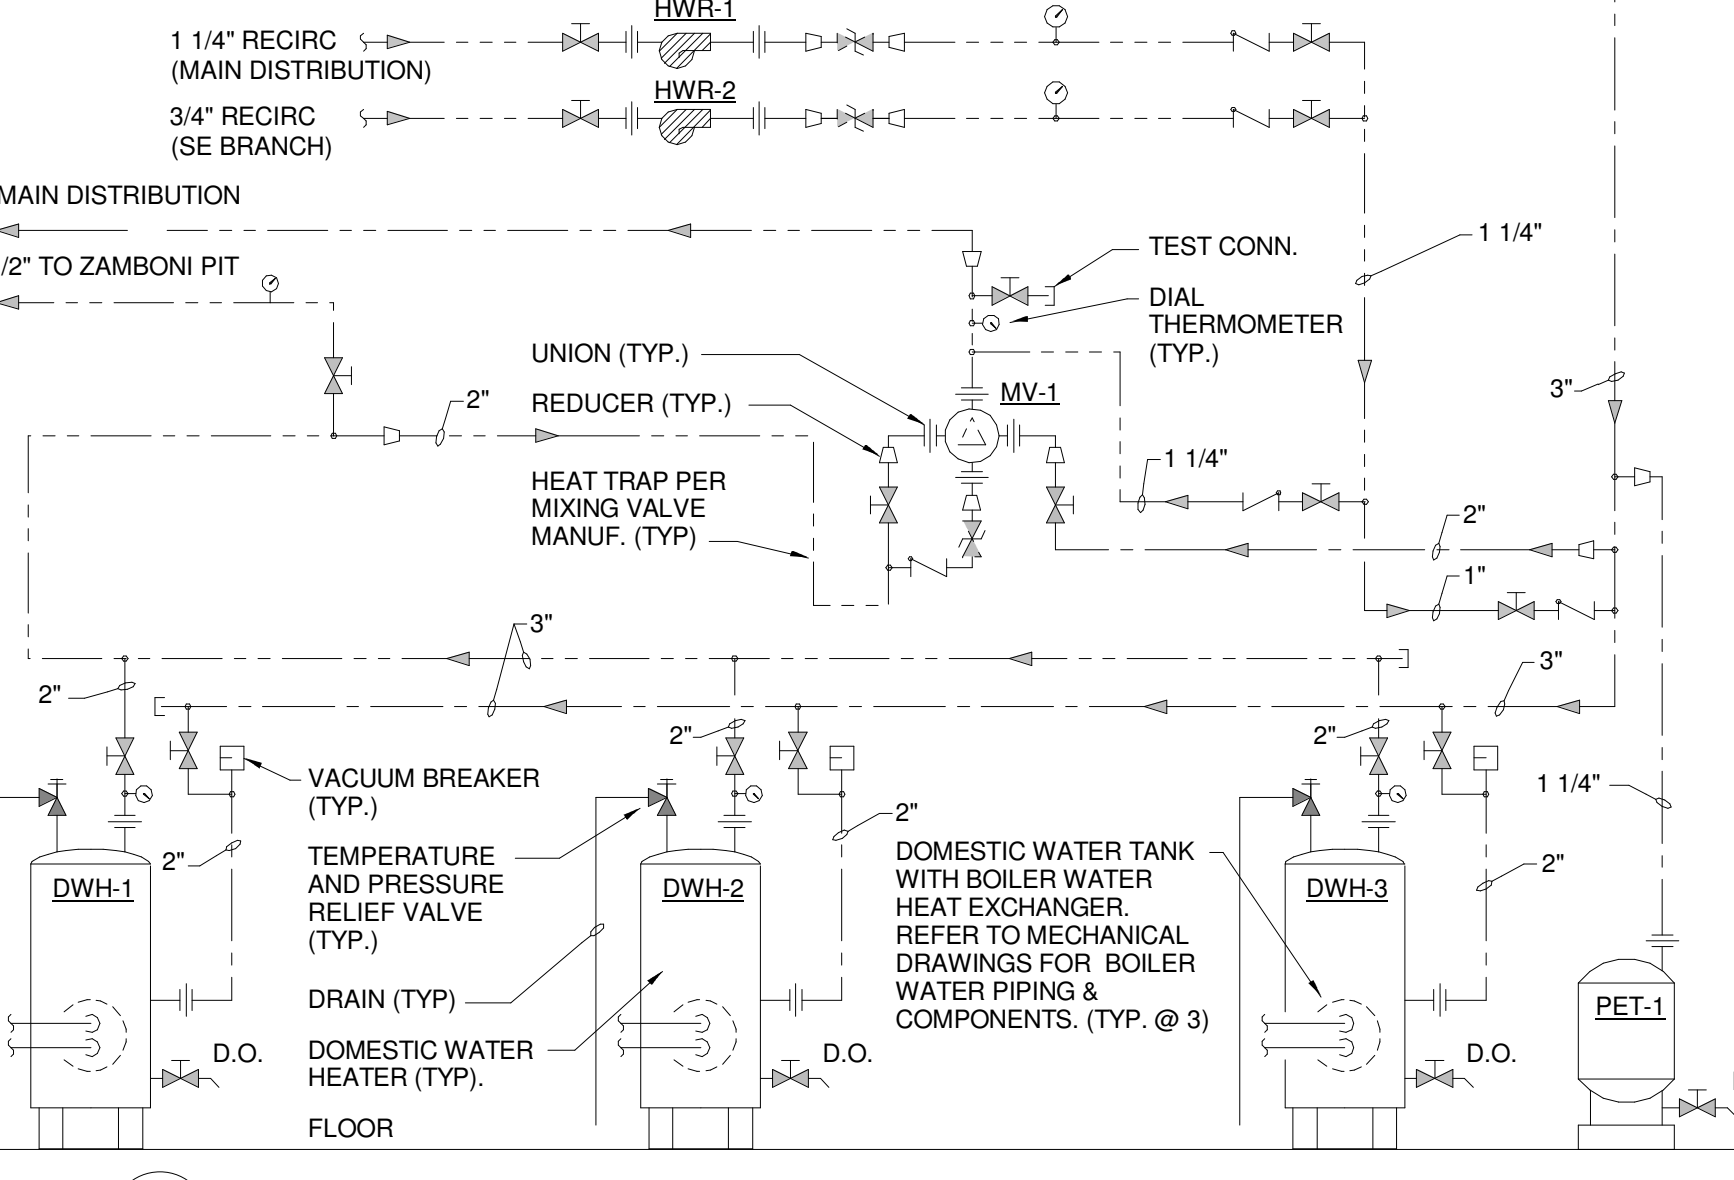 HWR-1
1 1/4" RECIRC
(MAIN DISTRIBUTION)
HWR-2
3/4" RECIRC
(SE BRANCH)
MAIN DISTRIBUTION
/2" TO ZAMBONI PIT
TEST CONN.
1 1/4"
DIAL
THERMOMETER
(TYP.)
UNION (TYP.)
MV-1
3"
2"
REDUCER (TYP.)
1 1/4"
HEAT TRAP PER
MIXING VALVE
MANUF. (TYP)
2"
1"
3"
3"
2"
2"
2"
VACUUM BREAKER
(TYP.)
1 1/4"
2"
2"
2"
TEMPERATURE
AND PRESSURE
RELIEF VALVE
(TYP.)
DOMESTIC WATER TANK
WITH BOILER WATER
HEAT EXCHANGER.
REFER TO MECHANICAL
DRAWINGS FOR BOILER
WATER PIPING &
COMPONENTS. (TYP. @ 3)
DWH-1
DWH-2
DWH-3
DRAIN (TYP)
PET-1
DOMESTIC WATER
HEATER (TYP).
D.O.
D.O.
D.O.
FLOOR